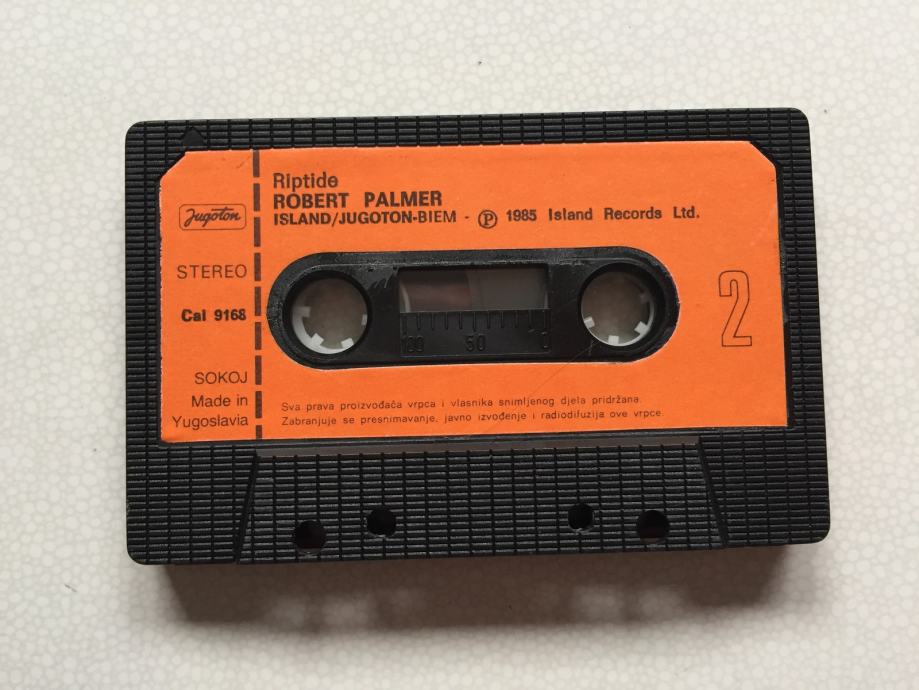 Riptide
ROBERT PALMER
ISLAND/JUGOTON-BIEM - Ⓟ 1985 Island Records Ltd.
Jugoton
STEREO
Cal 9168
SOKOJ
Made in
Yugoslavia
2
100 50 0
Sva prava proizvođača vrpca i vlasnika snimljenog djela pridržana.
Zabranjuje se presnimavanje, javno izvođenje i radiodifuzija ove vrpce.